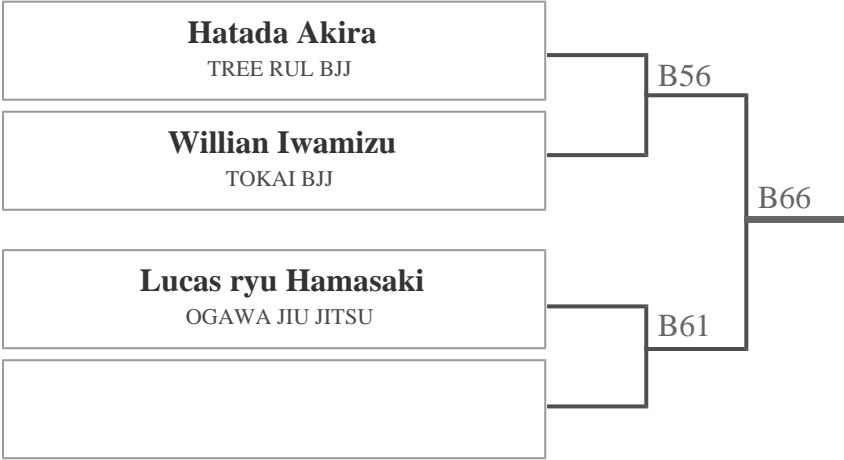 Hatada Akira
TREE RUL BJJ
B56
Willian Iwamizu
TOKAI BJJ
B66
Lucas ryu Hamasaki
OGAWA JIU JITSU
B61